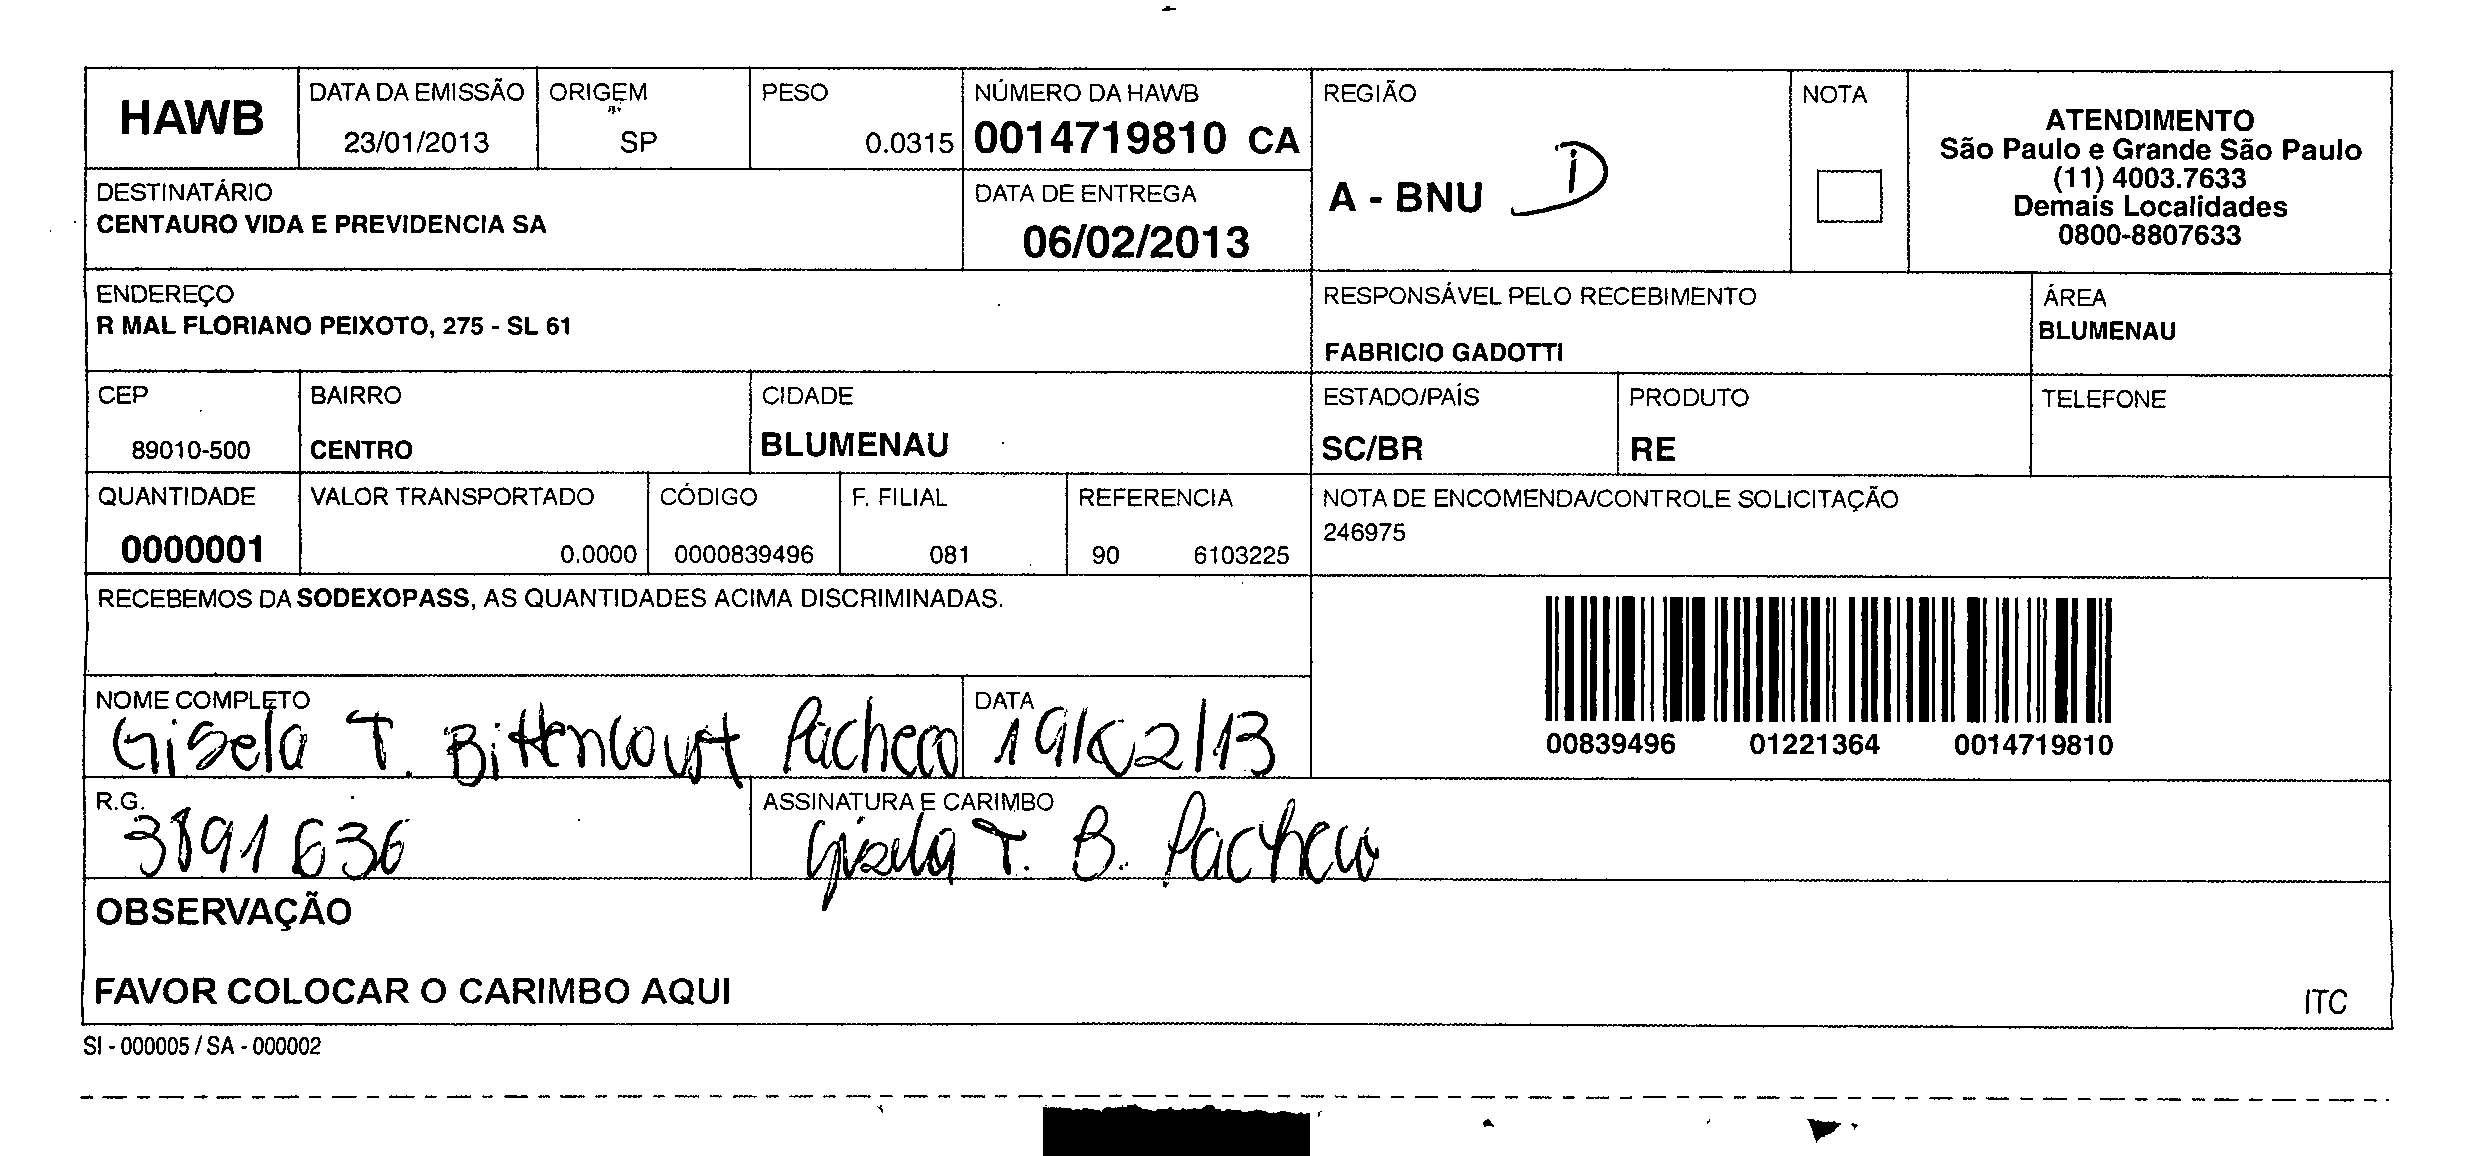 HAWB
DATA DA EMISSÃO
23/01/2013
ORIGEM
SP
PESO
0.0315
NÚMERO DA HAWB
0014719810 CA
REGIÃO
A - BNU D
NOTA
ATENDIMENTO
São Paulo e Grande São Paulo
(11) 4003.7633
Demais Localidades
0800-8807633
DESTINATÁRIO
CENTAURO VIDA E PREVIDENCIA SA
DATA DE ENTREGA
06/02/2013
ENDEREÇO
R MAL FLORIANO PEIXOTO, 275 - SL 61
RESPONSÁVEL PELO RECEBIMENTO
FABRICIO GADOTTI
ÁREA
BLUMENAU
CEP
89010-500
BAIRRO
CENTRO
CIDADE
BLUMENAU
ESTADO/PAÍS
SC/BR
PRODUTO
RE
TELEFONE
QUANTIDADE
0000001
VALOR TRANSPORTADO
0.0000
CÓDIGO
0000839496
F. FILIAL
081
REFERENCIA
90 6103225
NOTA DE ENCOMENDA/CONTROLE SOLICITAÇÃO
246975
RECEBEMOS DA SODEXOPASS, AS QUANTIDADES ACIMA DISCRIMINADAS.
00839496 01221364 0014719810
NOME COMPLETO
Gisela T. Bittencourt Pacheco
DATA
19/02/13
R.G.
3891636
ASSINATURA E CARIMBO
Gisela T. B. Pacheco
OBSERVAÇÃO
FAVOR COLOCAR O CARIMBO AQUI
ITC
SI - 000005 / SA - 000002